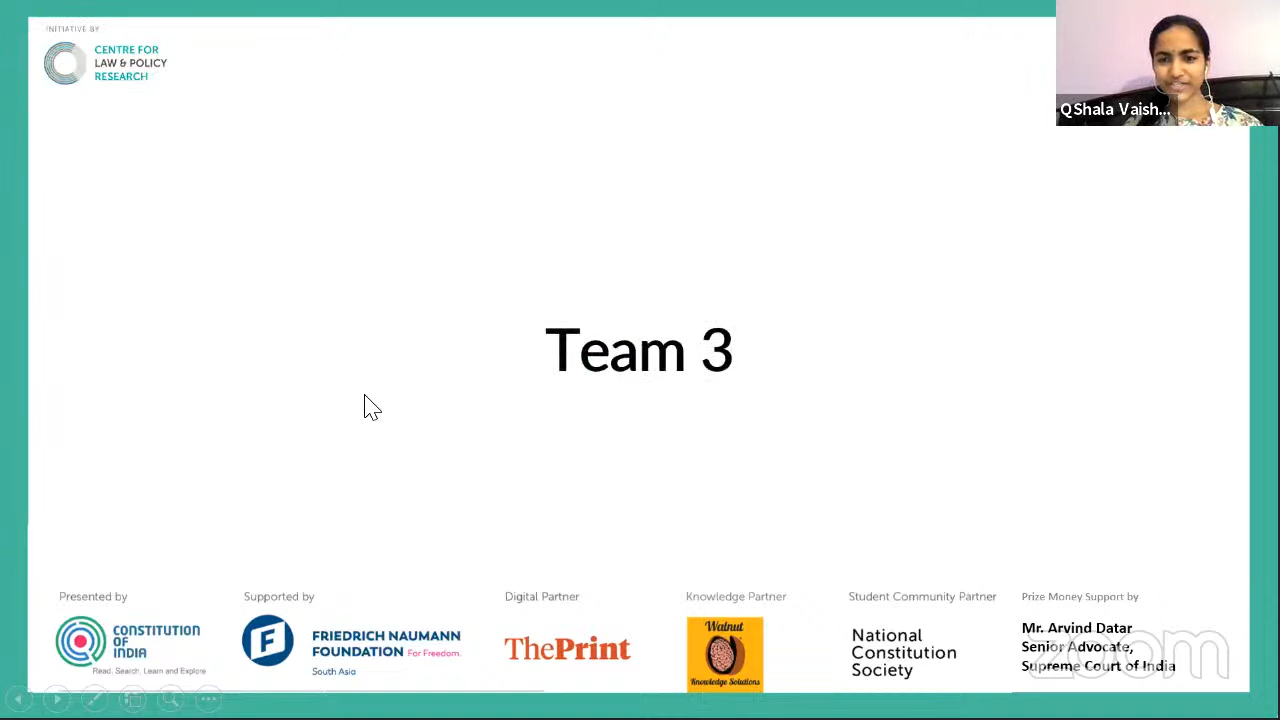 INITIATIVE BY
CENTRE FOR
LAW & POLICY
RESEARCH
QShala Vaish...
Team 3
Presented by
CONSTITUTION
OF
INDIA
Read, Search, Learn and Explore
Supported by
FRIEDRICH NAUMANN
FOUNDATION For Freedom.
South Asia
Digital Partner
ThePrint
Knowledge Partner
Walnut
Knowledge Solutions
Student Community Partner
National
Constitution
Society
Prize Money Support by
Mr. Arvind Datar
Senior Advocate,
Supreme Court of India
zoom